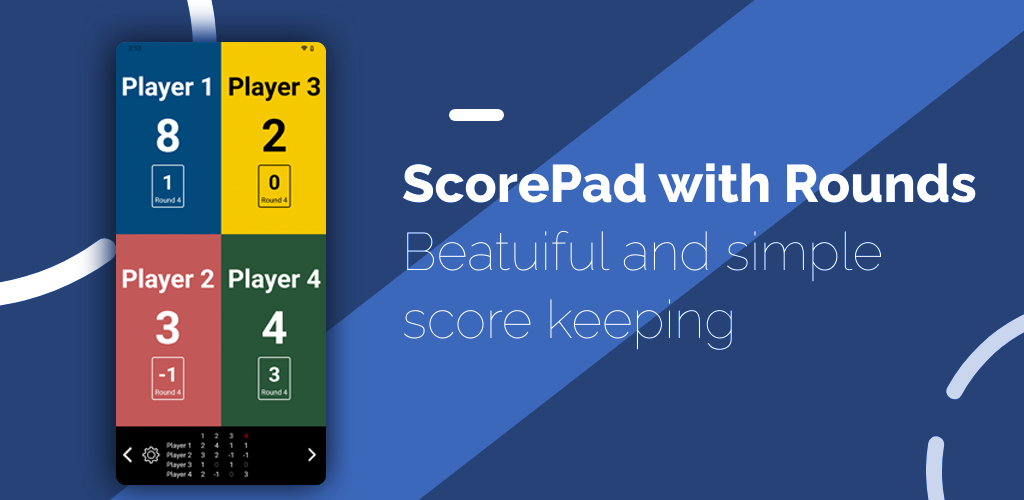 2:12
Player 1
8
1
Round 4
Player 3
2
0
Round 4
Player 2
3
-1
Round 4
Player 4
4
3
Round 4
1 2 3 4
Player 1 2 4 1 1
Player 2 3 2 -1 -1
Player 3 1 0 1 0
Player 4 2 -1 0 3
ScorePad with Rounds
Beatuiful and simple
score keeping